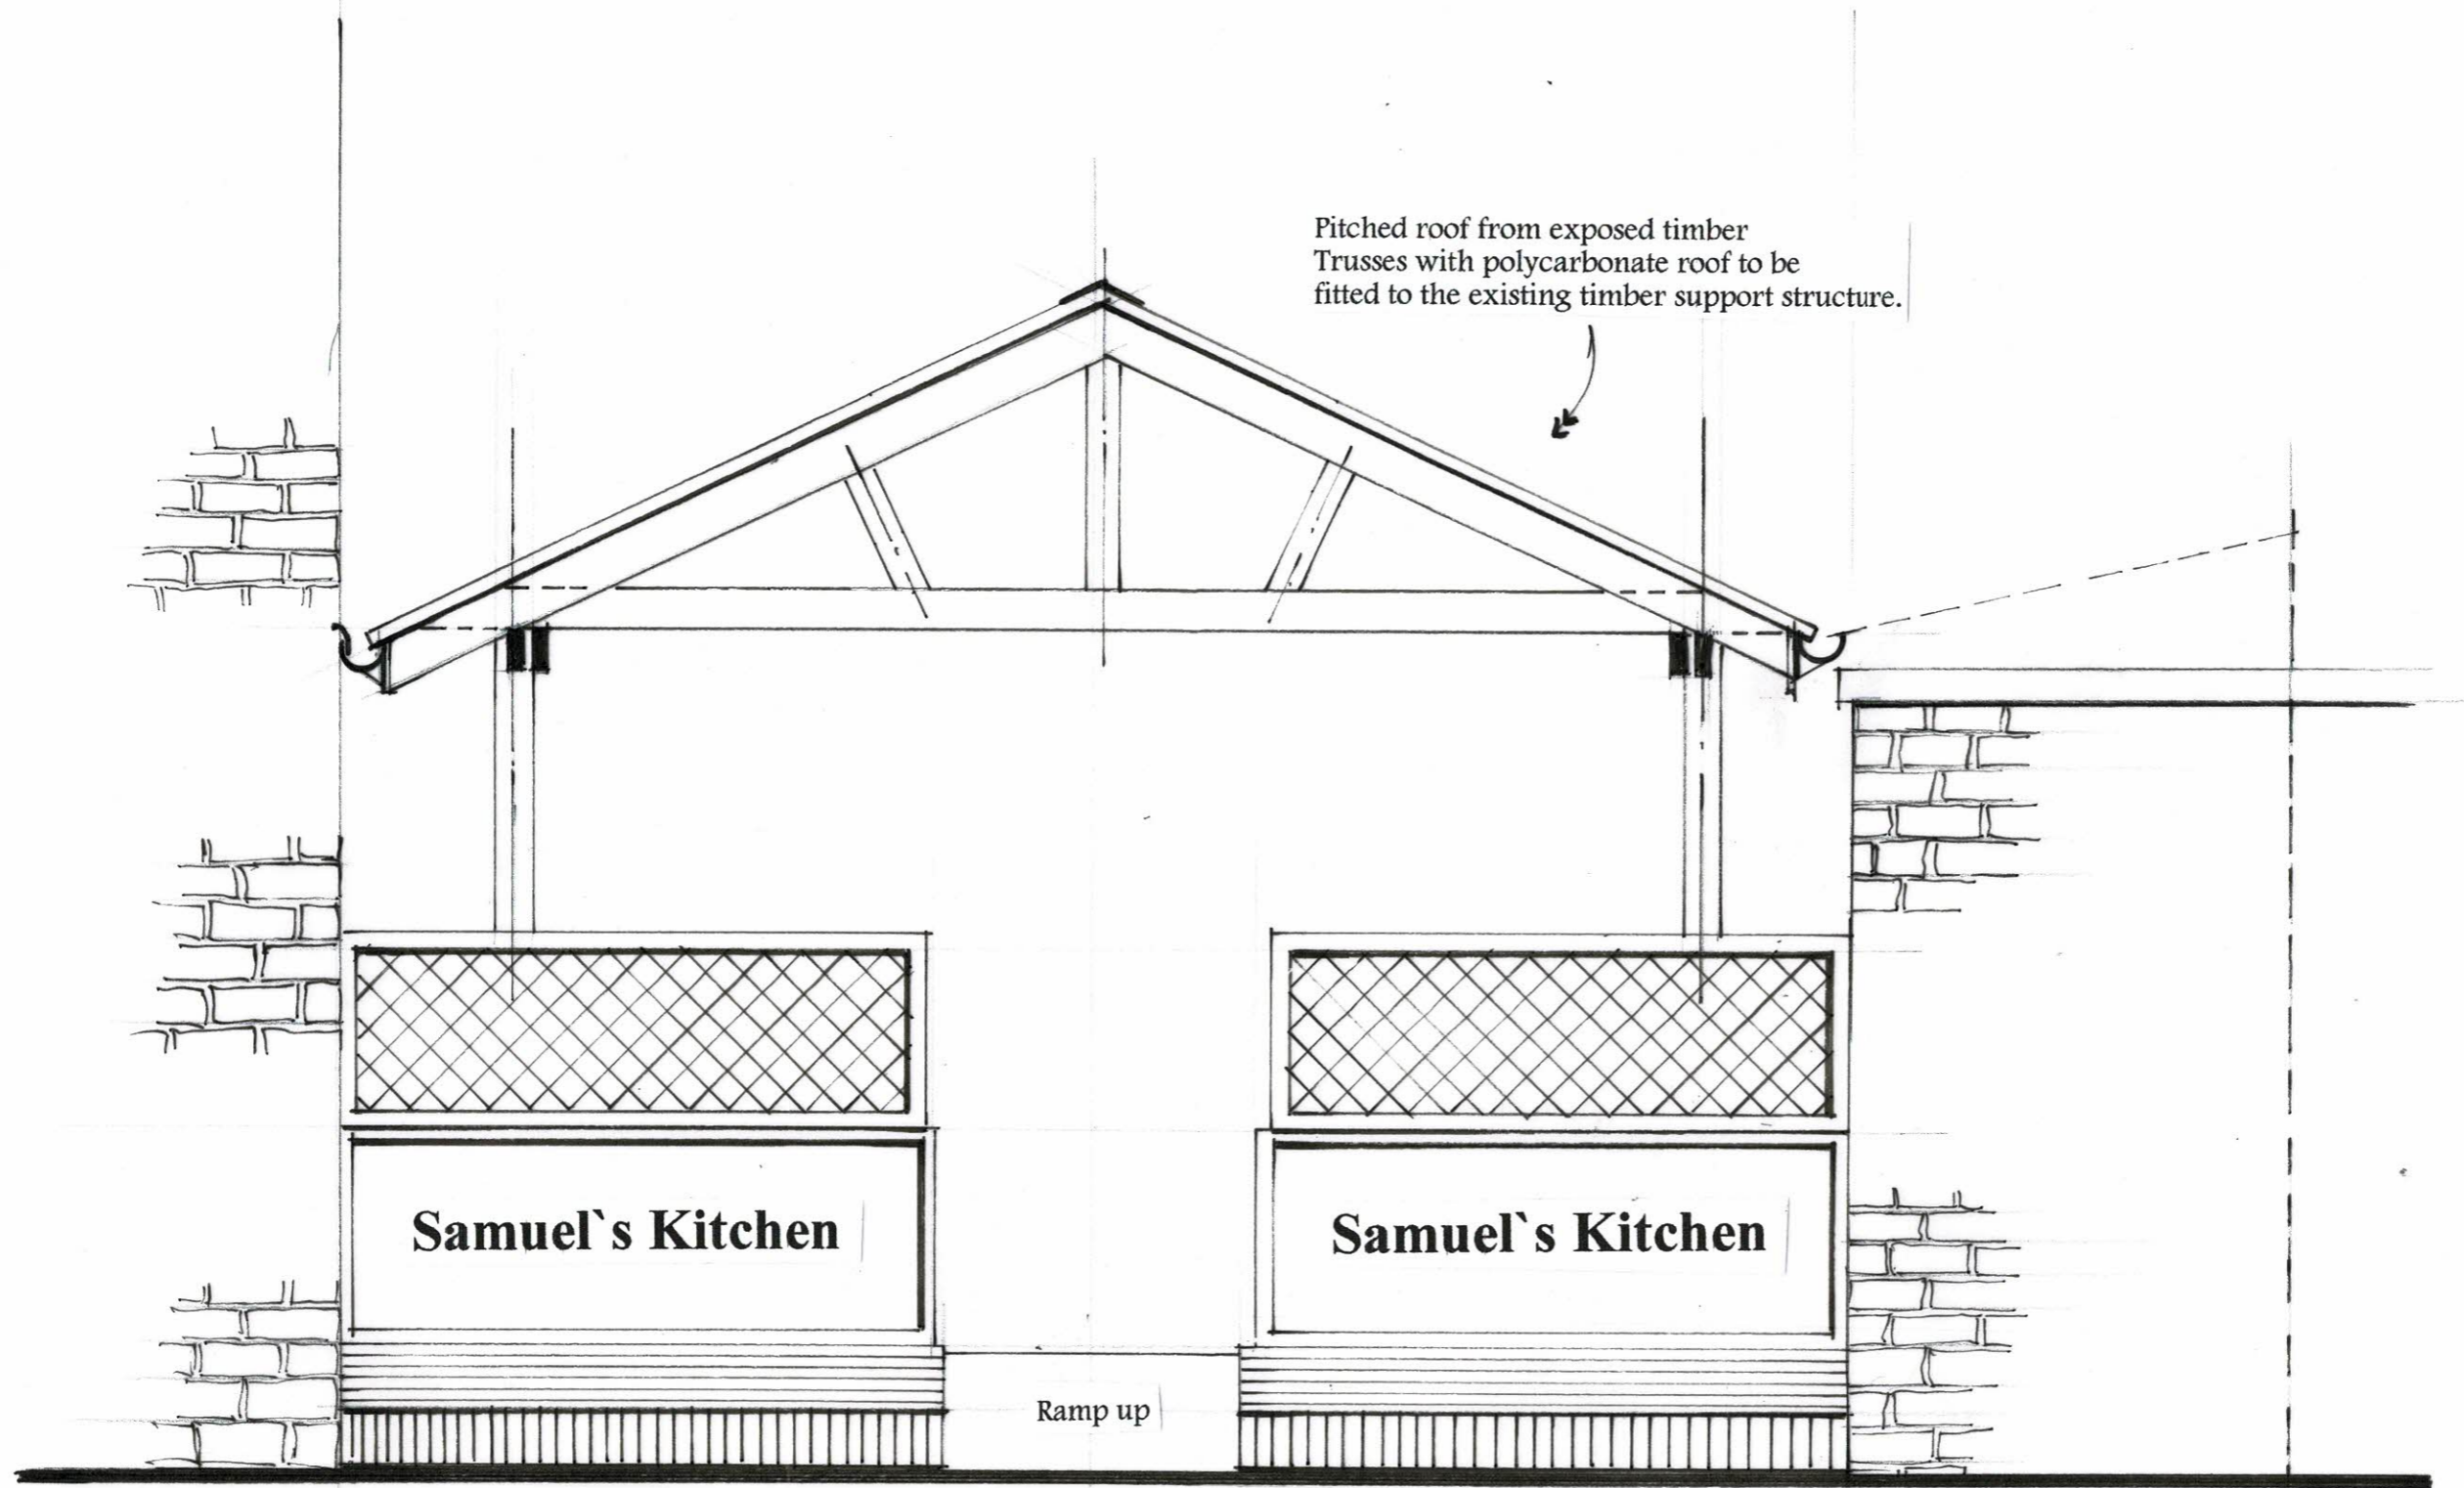 Pitched roof from exposed timber
Trusses with polycarbonate roof to be
fitted to the existing timber support structure.
Samuel`s Kitchen
Samuel`s Kitchen
Ramp up